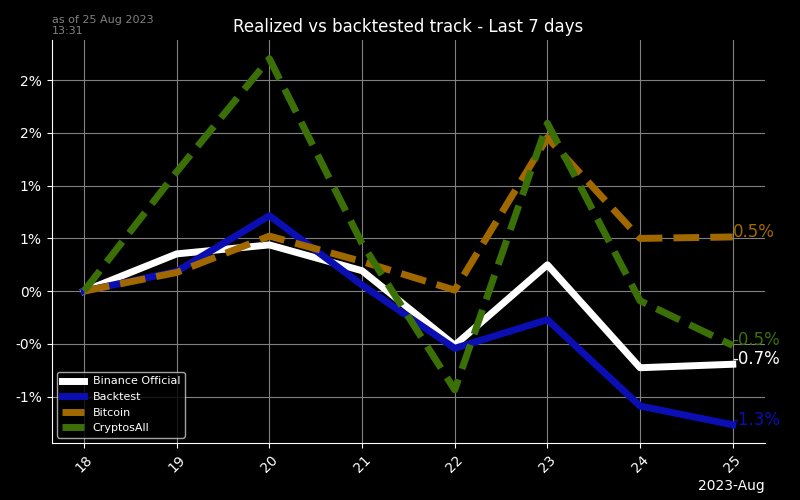 as of 25 Aug 2023
13:31
Realized vs backtested track - Last 7 days
2%
2%
1%
1%
0%
-0%
-1%
0.5%
-0.5%
-0.7%
-1.3%
Binance Official
Backtest
Bitcoin
CryptosAll
18
19
20
21
22
23
24
25
2023-Aug